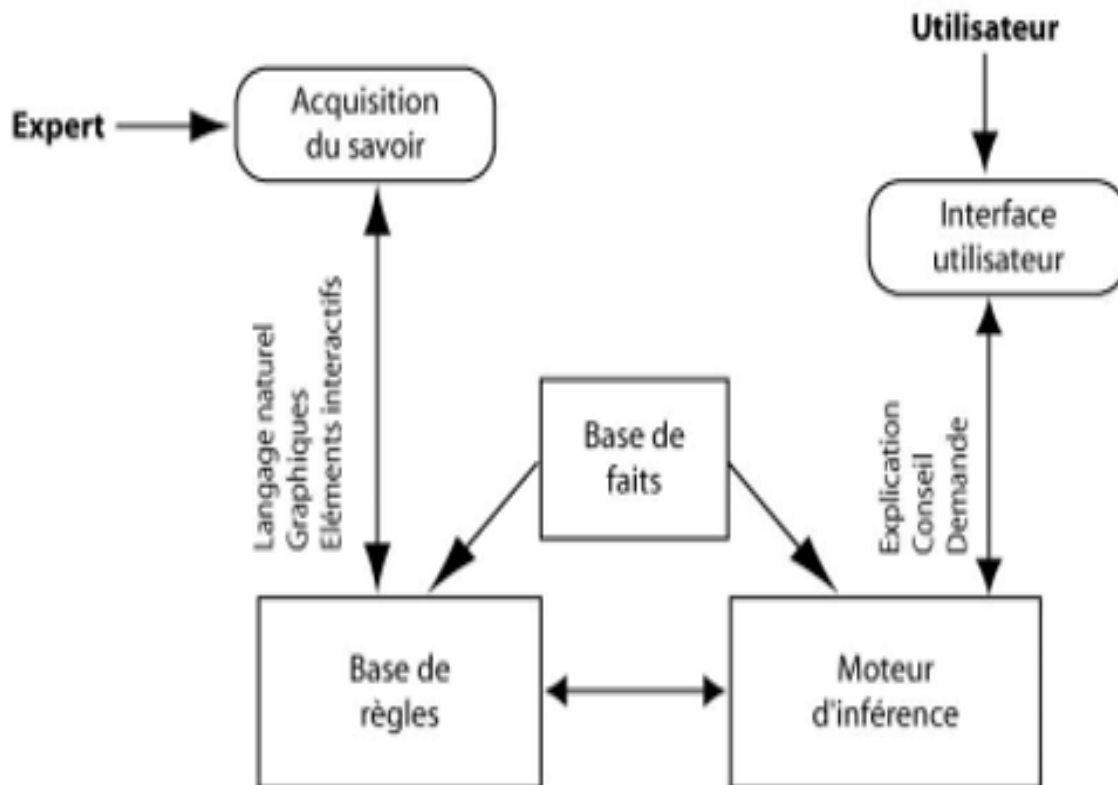 Utilisateur
Expert
Acquisition
du savoir
Interface
utilisateur
Langage naturel
Graphiques
Eléments interactifs
Base de
faits
Explication
Conseil
Demande
Base de
règles
Moteur
d'inférence